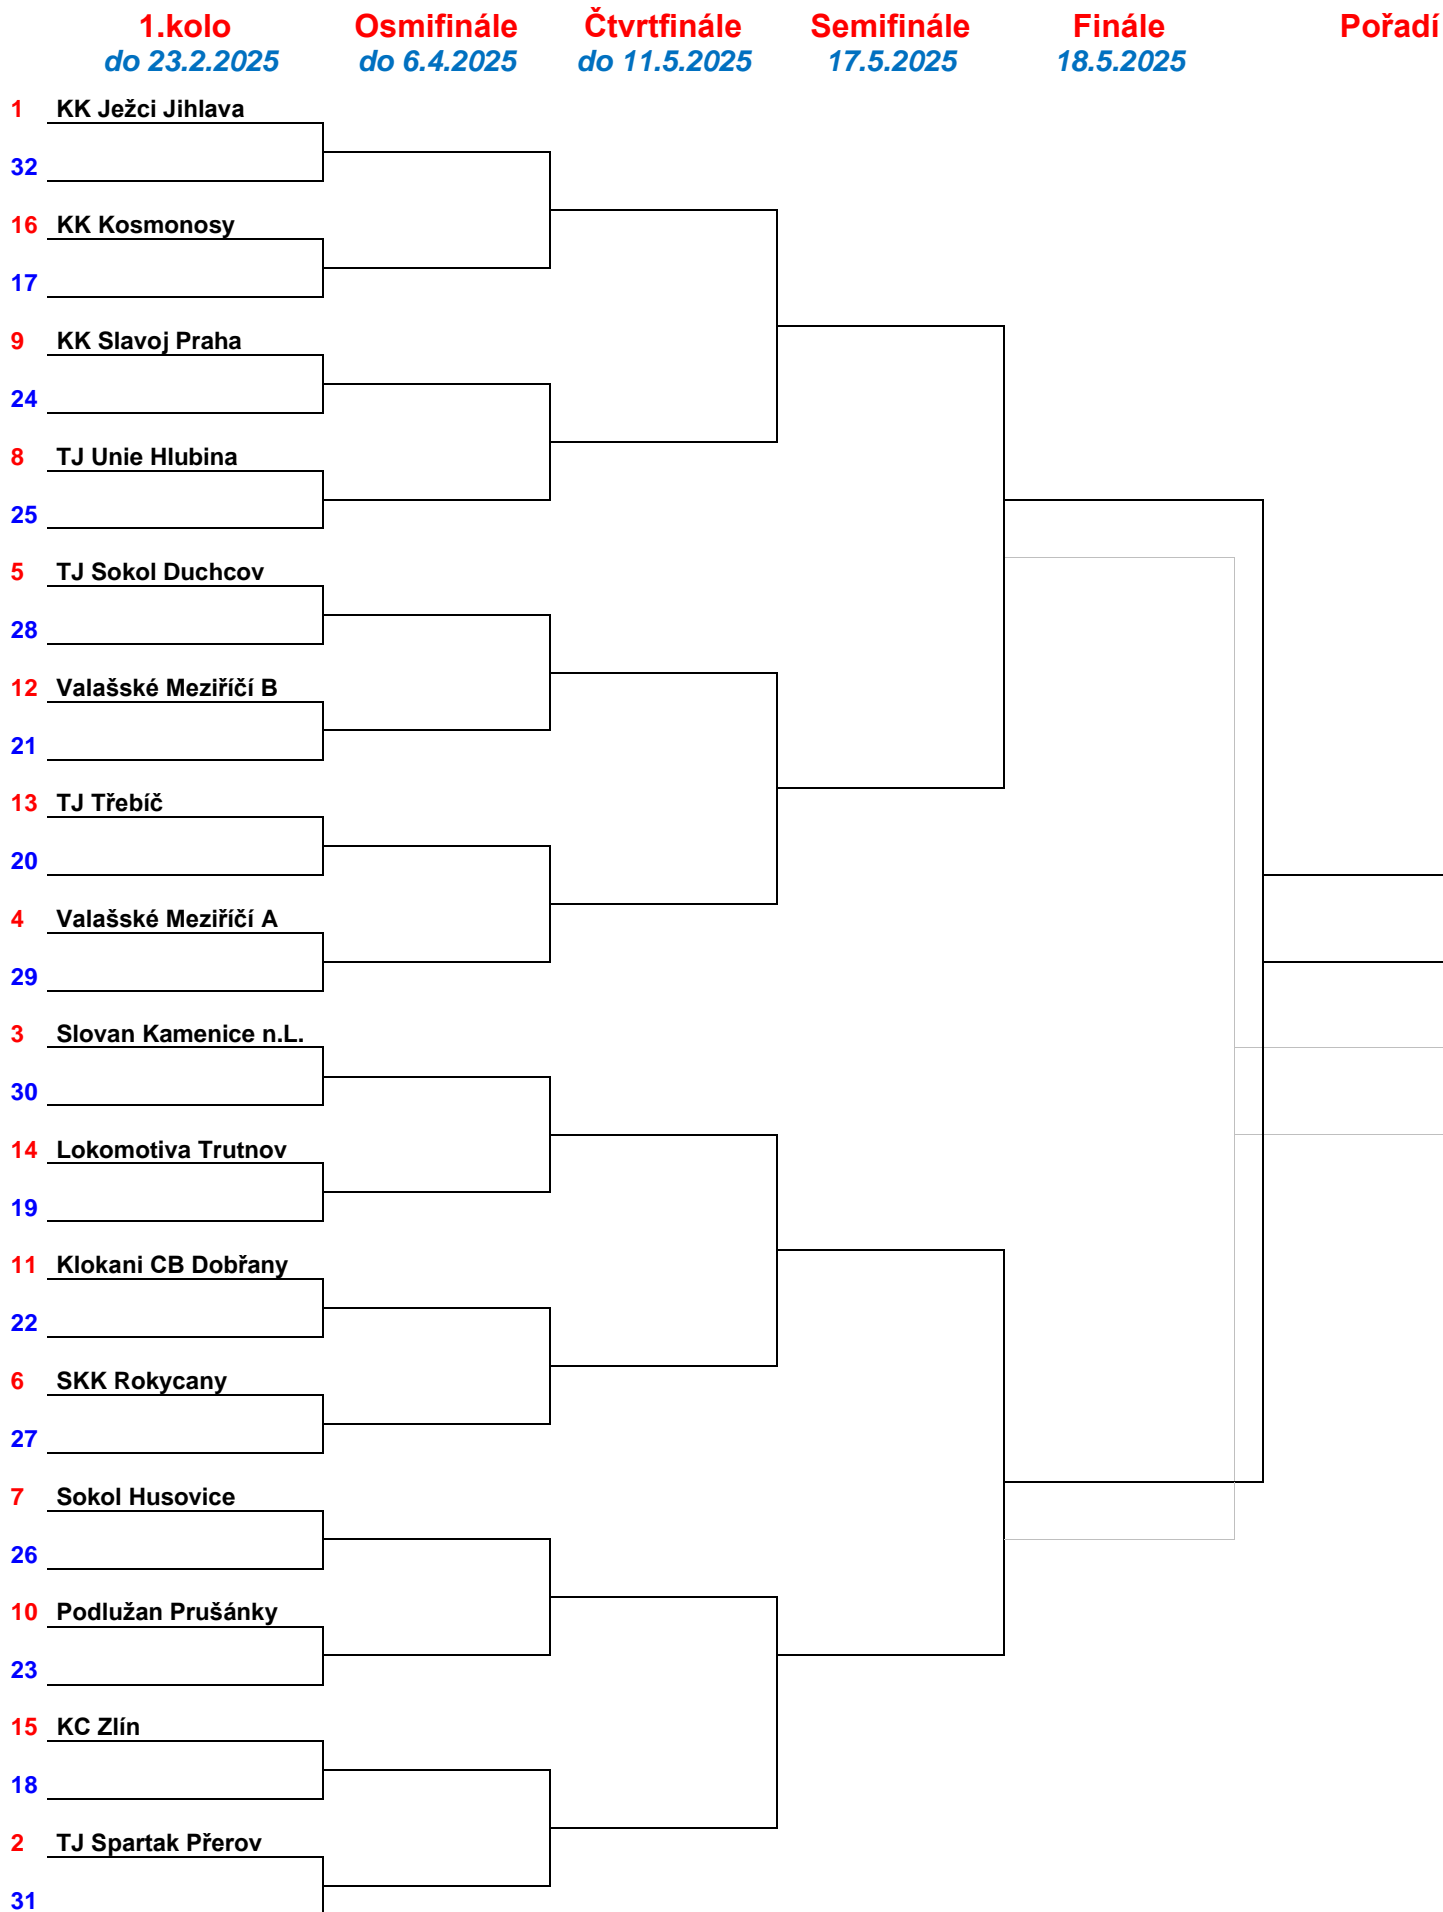 1.kolo Osmifinále Čtvrtfinále Semifinále Finále Pořadí
do 23.2.2025 do 6.4.2025 do 11.5.2025 17.5.2025 18.5.2025
1 KK Ježci Jihlava
32
16 KK Kosmonosy
17
9 KK Slavoj Praha
24
8 TJ Unie Hlubina
25
5 TJ Sokol Duchcov
28
12 Valašské Meziříčí B
21
13 TJ Třebíč
20
4 Valašské Meziříčí A
29
3 Slovan Kamenice n.L.
30
14 Lokomotiva Trutnov
19
11 Klokani CB Dobřany
22
6 SKK Rokycany
27
7 Sokol Husovice
26
10 Podlužan Prušánky
23
15 KC Zlín
18
2 TJ Spartak Přerov
31